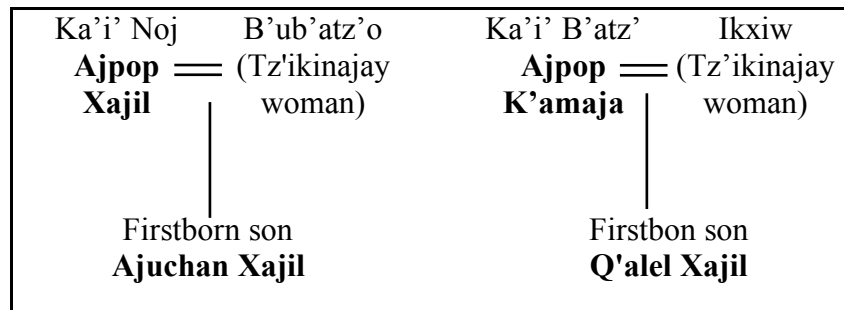 Ka’i’ Noj B’ub’atz’o
Ajpop (Tz'ikinajay
Xajil woman)
Firstborn son
Ajuchan Xajil
Ka’i’ B’atz’ Ikxiw
Ajpop (Tz’ikinajay
K’amaja woman)
Firstbon son
Q'alel Xajil